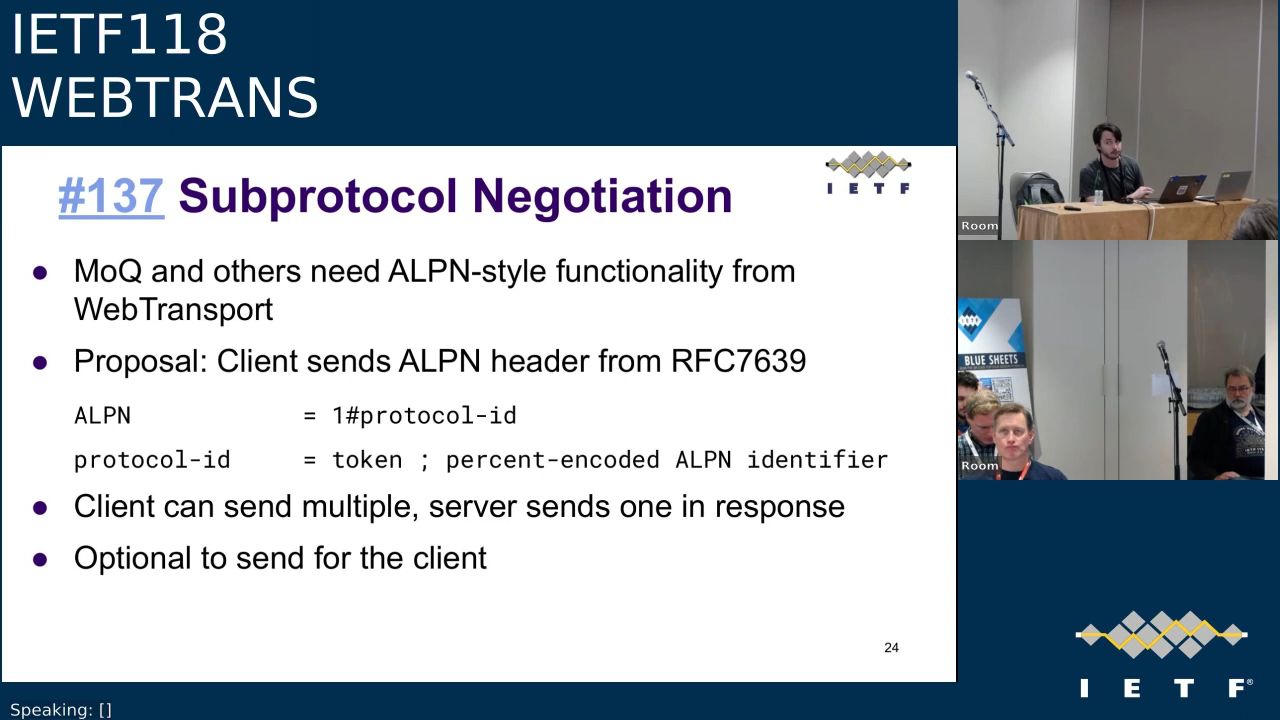 IETF118
WEBTRANS
#137 Subprotocol Negotiation
I E T F
● MoQ and others need ALPN-style functionality from
WebTransport
● Proposal: Client sends ALPN header from RFC7639
ALPN = 1#protocol-id
protocol-id = token ; percent-encoded ALPN identifier
● Client can send multiple, server sends one in response
● Optional to send for the client
24
Room
BLUE SHEETS
Room
I E T F®
Speaking: []